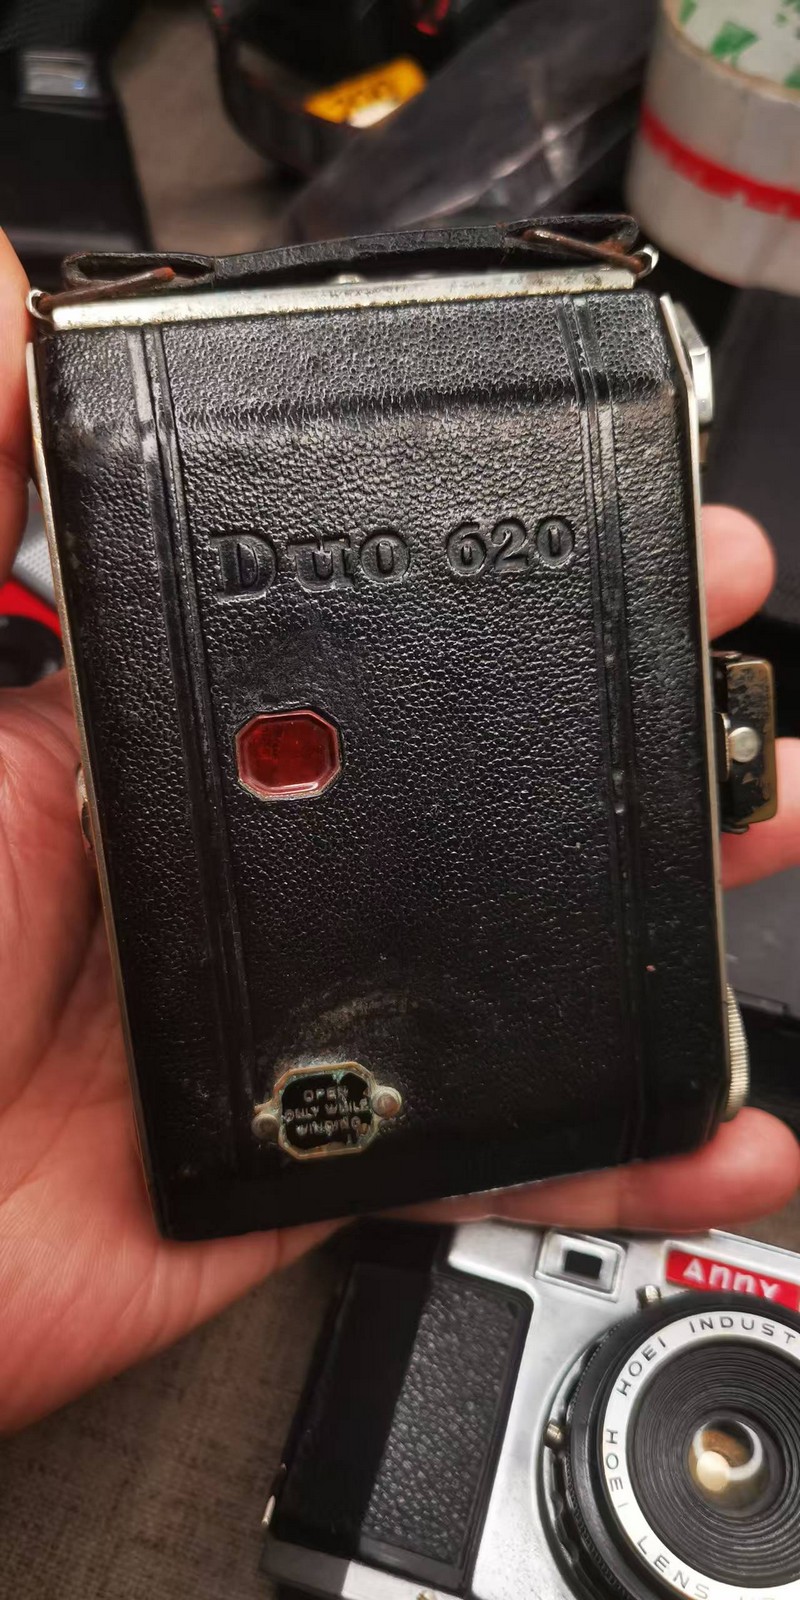 Duo 620
OPEN
ONLY WHILE
WINDING
Anny
HOEI INDUST
HOEI LENS